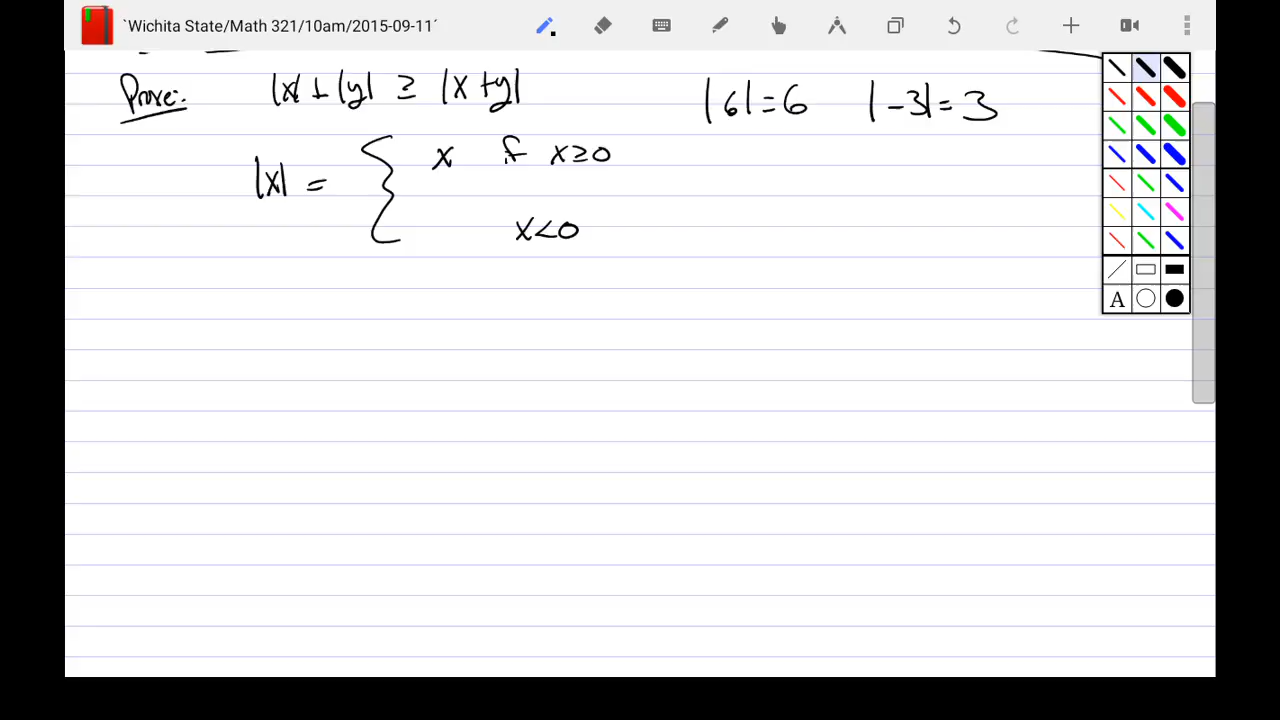 `Wichita State/Math 321/10am/2015-09-11´
Prove: |x| + |y| ≥ |x + y| |6| = 6 |-3| = 3
|x| = { x if x ≥ 0
x < 0
A